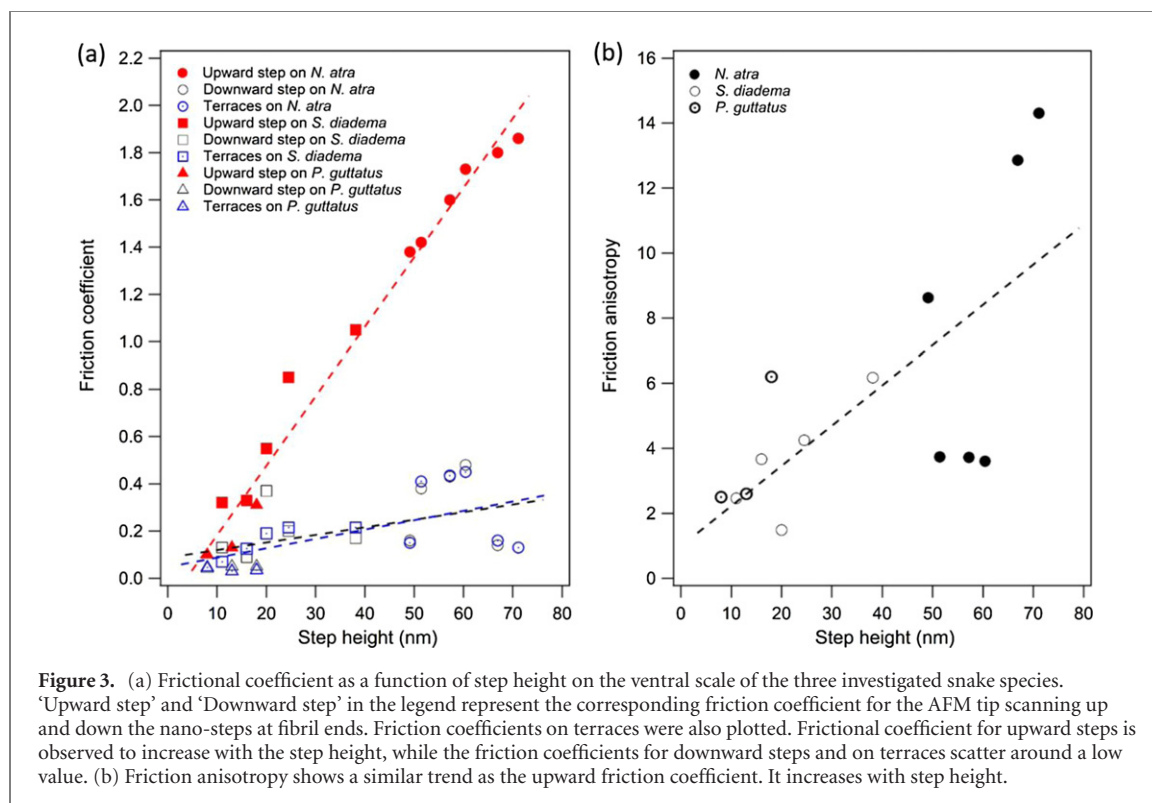 (a)
2.2
2.0
1.8
1.6
1.4
1.2
1.0
0.8
0.6
0.4
0.2
0.0
Friction coefficient
Upward step on N. atra
Downward step on N. atra
Terraces on N. atra
Upward step on S. diadema
Downward step on S. diadema
Terraces on S. diadema
Upward step on P. guttatus
Downward step on P. guttatus
Terraces on P. guttatus
0 10 20 30 40 50 60 70 80
Step height (nm)
(b)
16
14
12
10
8
6
4
2
0
Friction anisotropy
N. atra
S. diadema
P. guttatus
0 10 20 30 40 50 60 70 80
Step height (nm)
Figure 3. (a) Frictional coefficient as a function of step height on the ventral scale of the three investigated snake species.
‘Upward step’ and ‘Downward step’ in the legend represent the corresponding friction coefficient for the AFM tip scanning up
and down the nano-steps at fibril ends. Friction coefficients on terraces were also plotted. Frictional coefficient for upward steps is
observed to increase with the step height, while the friction coefficients for downward steps and on terraces scatter around a low
value. (b) Friction anisotropy shows a similar trend as the upward friction coefficient. It increases with step height.